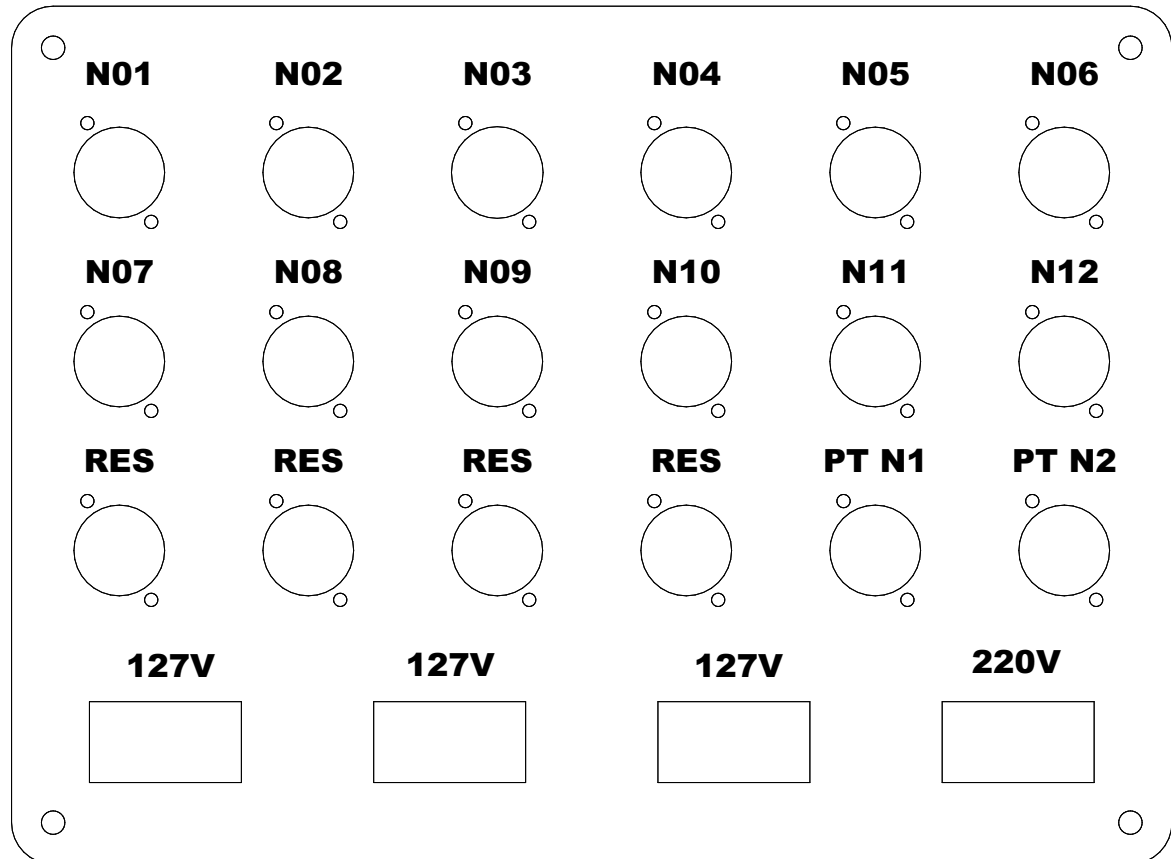 N01 N02 N03 N04 N05 N06
N07 N08 N09 N10 N11 N12
RES RES RES RES PT N1 PT N2
127V 127V 127V 220V